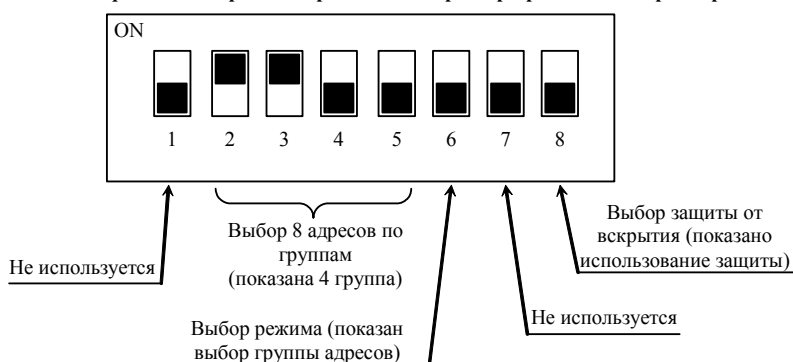 ON
1 2 3 4 5 6 7 8
Выбор 8 адресов по
группам
(показана 4 группа)
Не используется
Выбор защиты от
вскрытия (показано
использование защиты)
Не используется
Выбор режима (показан
выбор группы адресов)